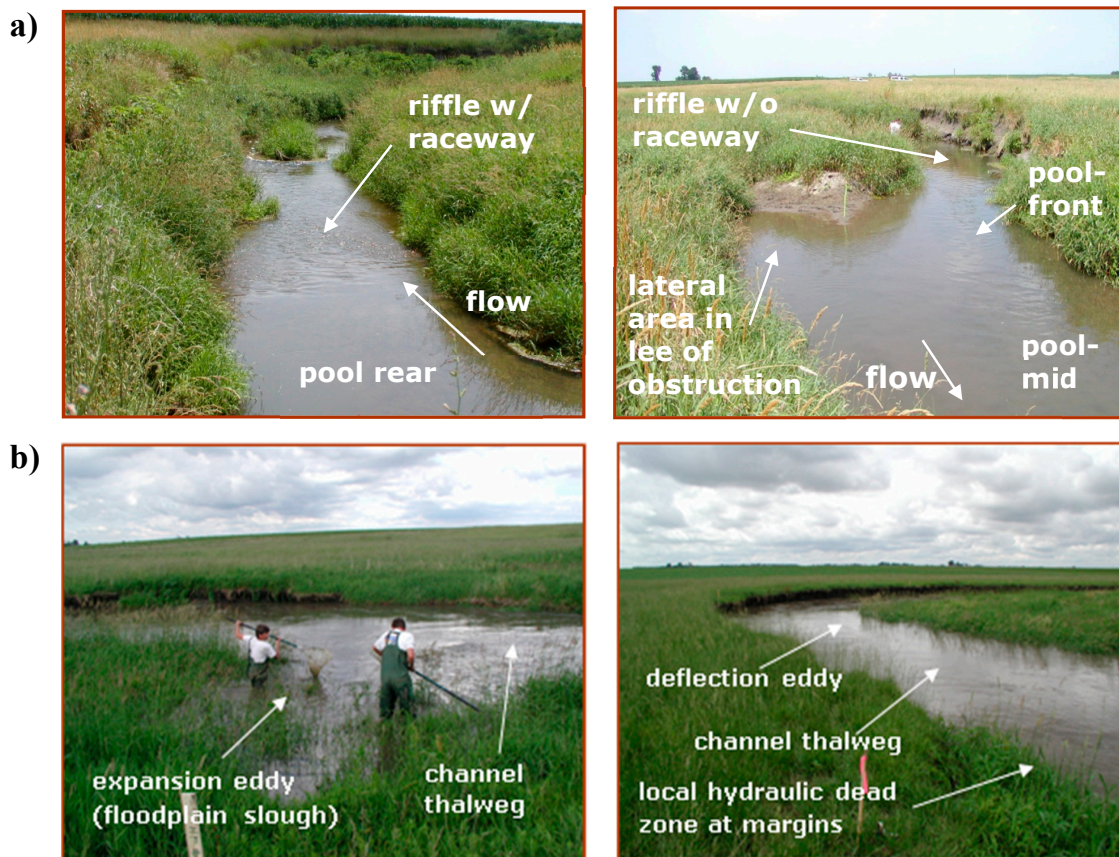 a)
riffle w/
raceway
flow
pool rear
riffle w/o
raceway
pool-
front
lateral
area in
lee of
obstruction
flow
pool-
mid
b)
expansion eddy
(floodplain slough)
channel
thalweg
deflection eddy
channel thalweg
local hydraulic dead
zone at margins